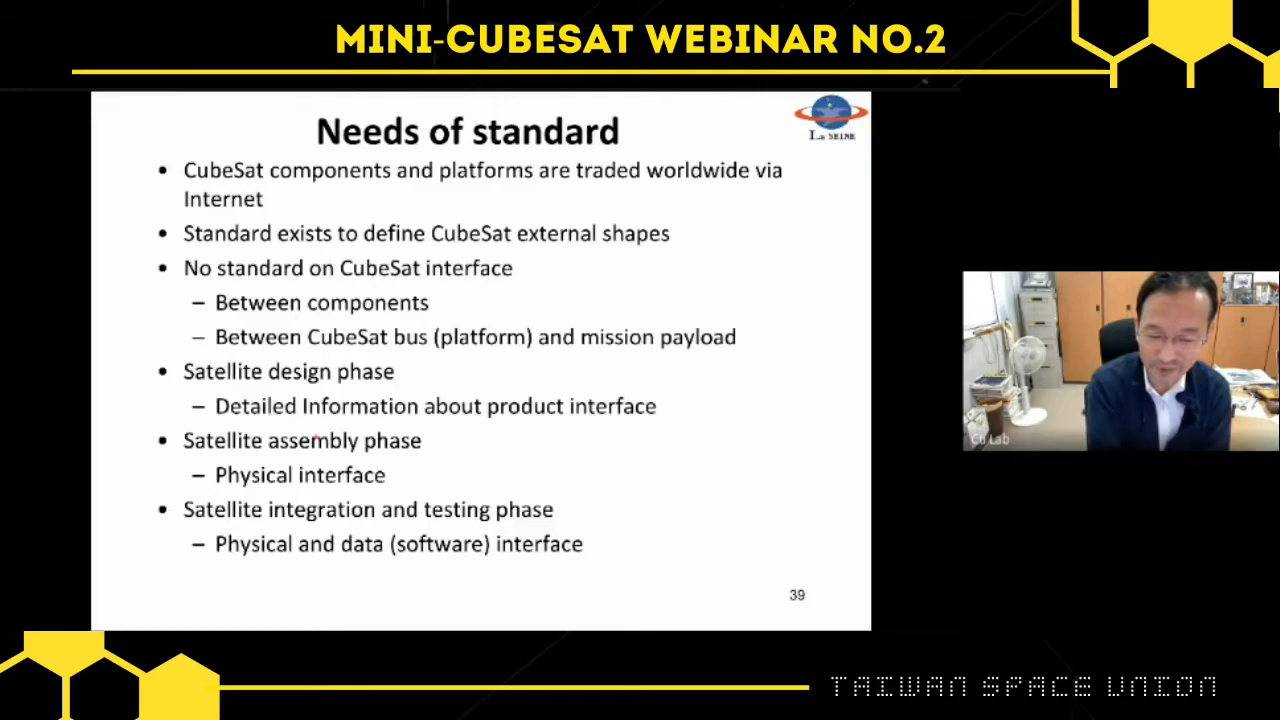 MINI-CUBESAT WEBINAR NO.2
Needs of standard
La SEINE
• CubeSat components and platforms are traded worldwide via
Internet
• Standard exists to define CubeSat external shapes
• No standard on CubeSat interface
– Between components
– Between CubeSat bus (platform) and mission payload
• Satellite design phase
– Detailed Information about product interface
• Satellite assembly phase
– Physical interface
• Satellite integration and testing phase
– Physical and data (software) interface
39
Lab
TAIWAN SPACE UNION